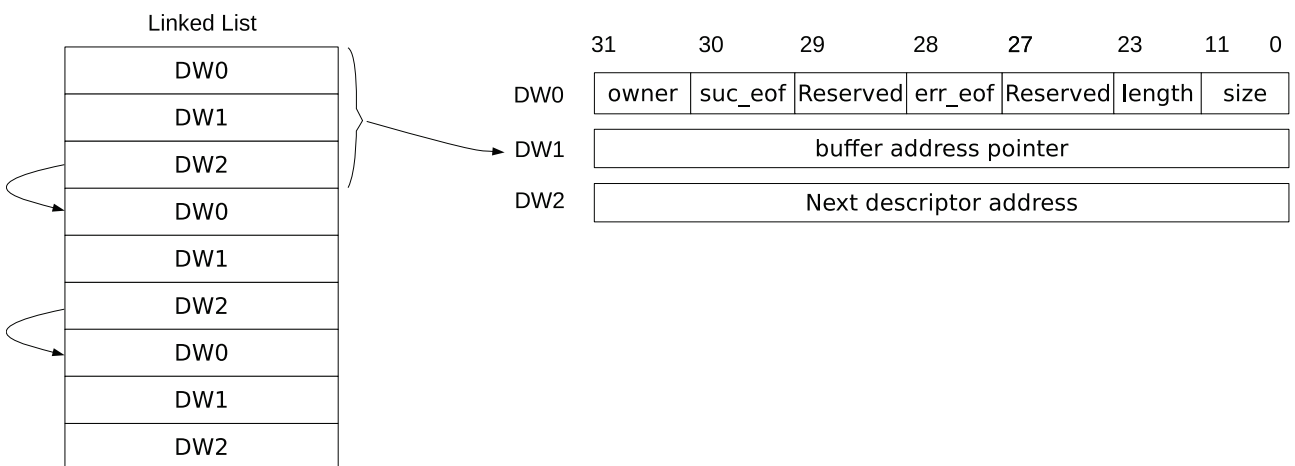 Linked List
DW0
DW1
DW2
DW0
DW1
DW2
DW0
DW1
DW2
31 30 29 28 27 23 11 0
DW0 owner suc_eof Reserved err_eof Reserved length size
DW1 buffer address pointer
DW2 Next descriptor address